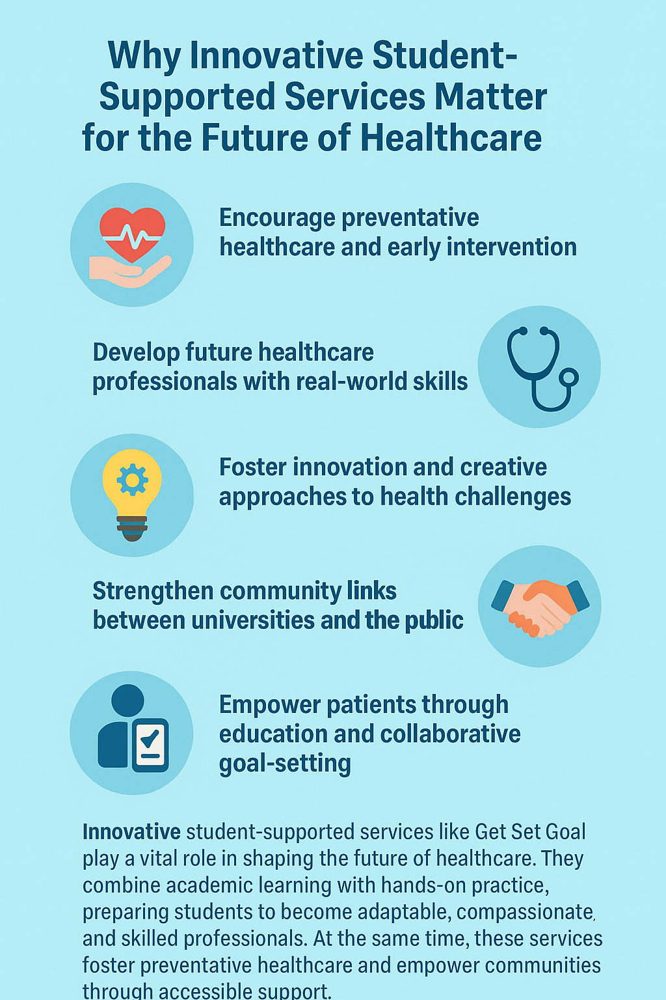 Why Innovative Student-
Supported Services Matter
for the Future of Healthcare
Encourage preventative
healthcare and early intervention
Develop future healthcare
professionals with real-world skills
Foster innovation and creative
approaches to health challenges
Strengthen community links
between universities and the public
Empower patients through
education and collaborative
goal-setting
Innovative student-supported services like Get Set Goal
play a vital role in shaping the future of healthcare. They
combine academic learning with hands-on practice,
preparing students to become adaptable, compassionate,
and skilled professionals. At the same time, these services
foster preventative healthcare and empower communities
through accessible support.